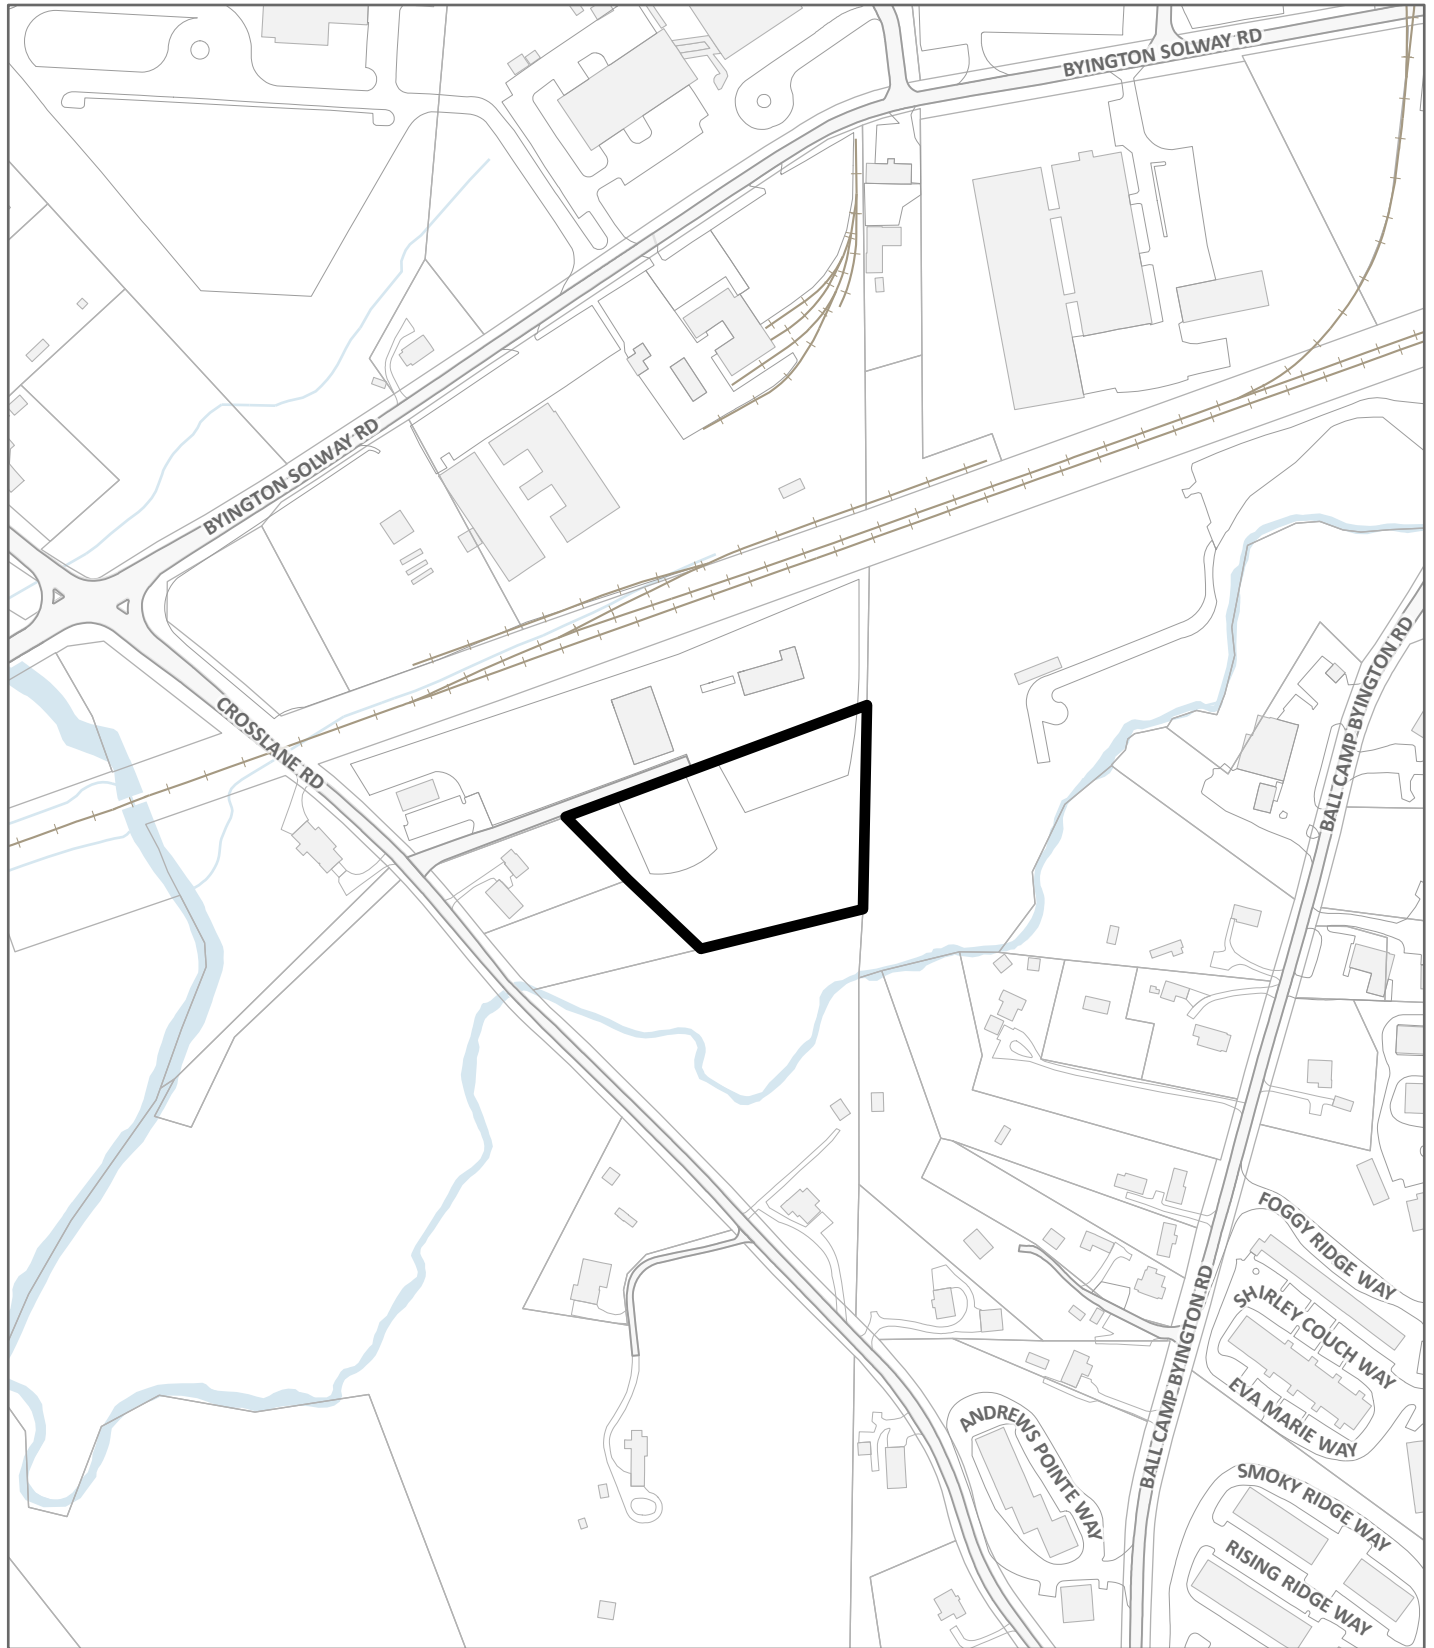 BYINGTON SOLWAY RD
BYINGTON SOLWAY RD
CROSSLANE RD
BALL CAMP BYINGTON RD
FOGGY RIDGE WAY
SHIRLEY COUCH WAY
EVA MARIE WAY
BALL CAMP BYINGTON RD
ANDREWS POINTE WAY
SMOKY RIDGE WAY
RISING RIDGE WAY